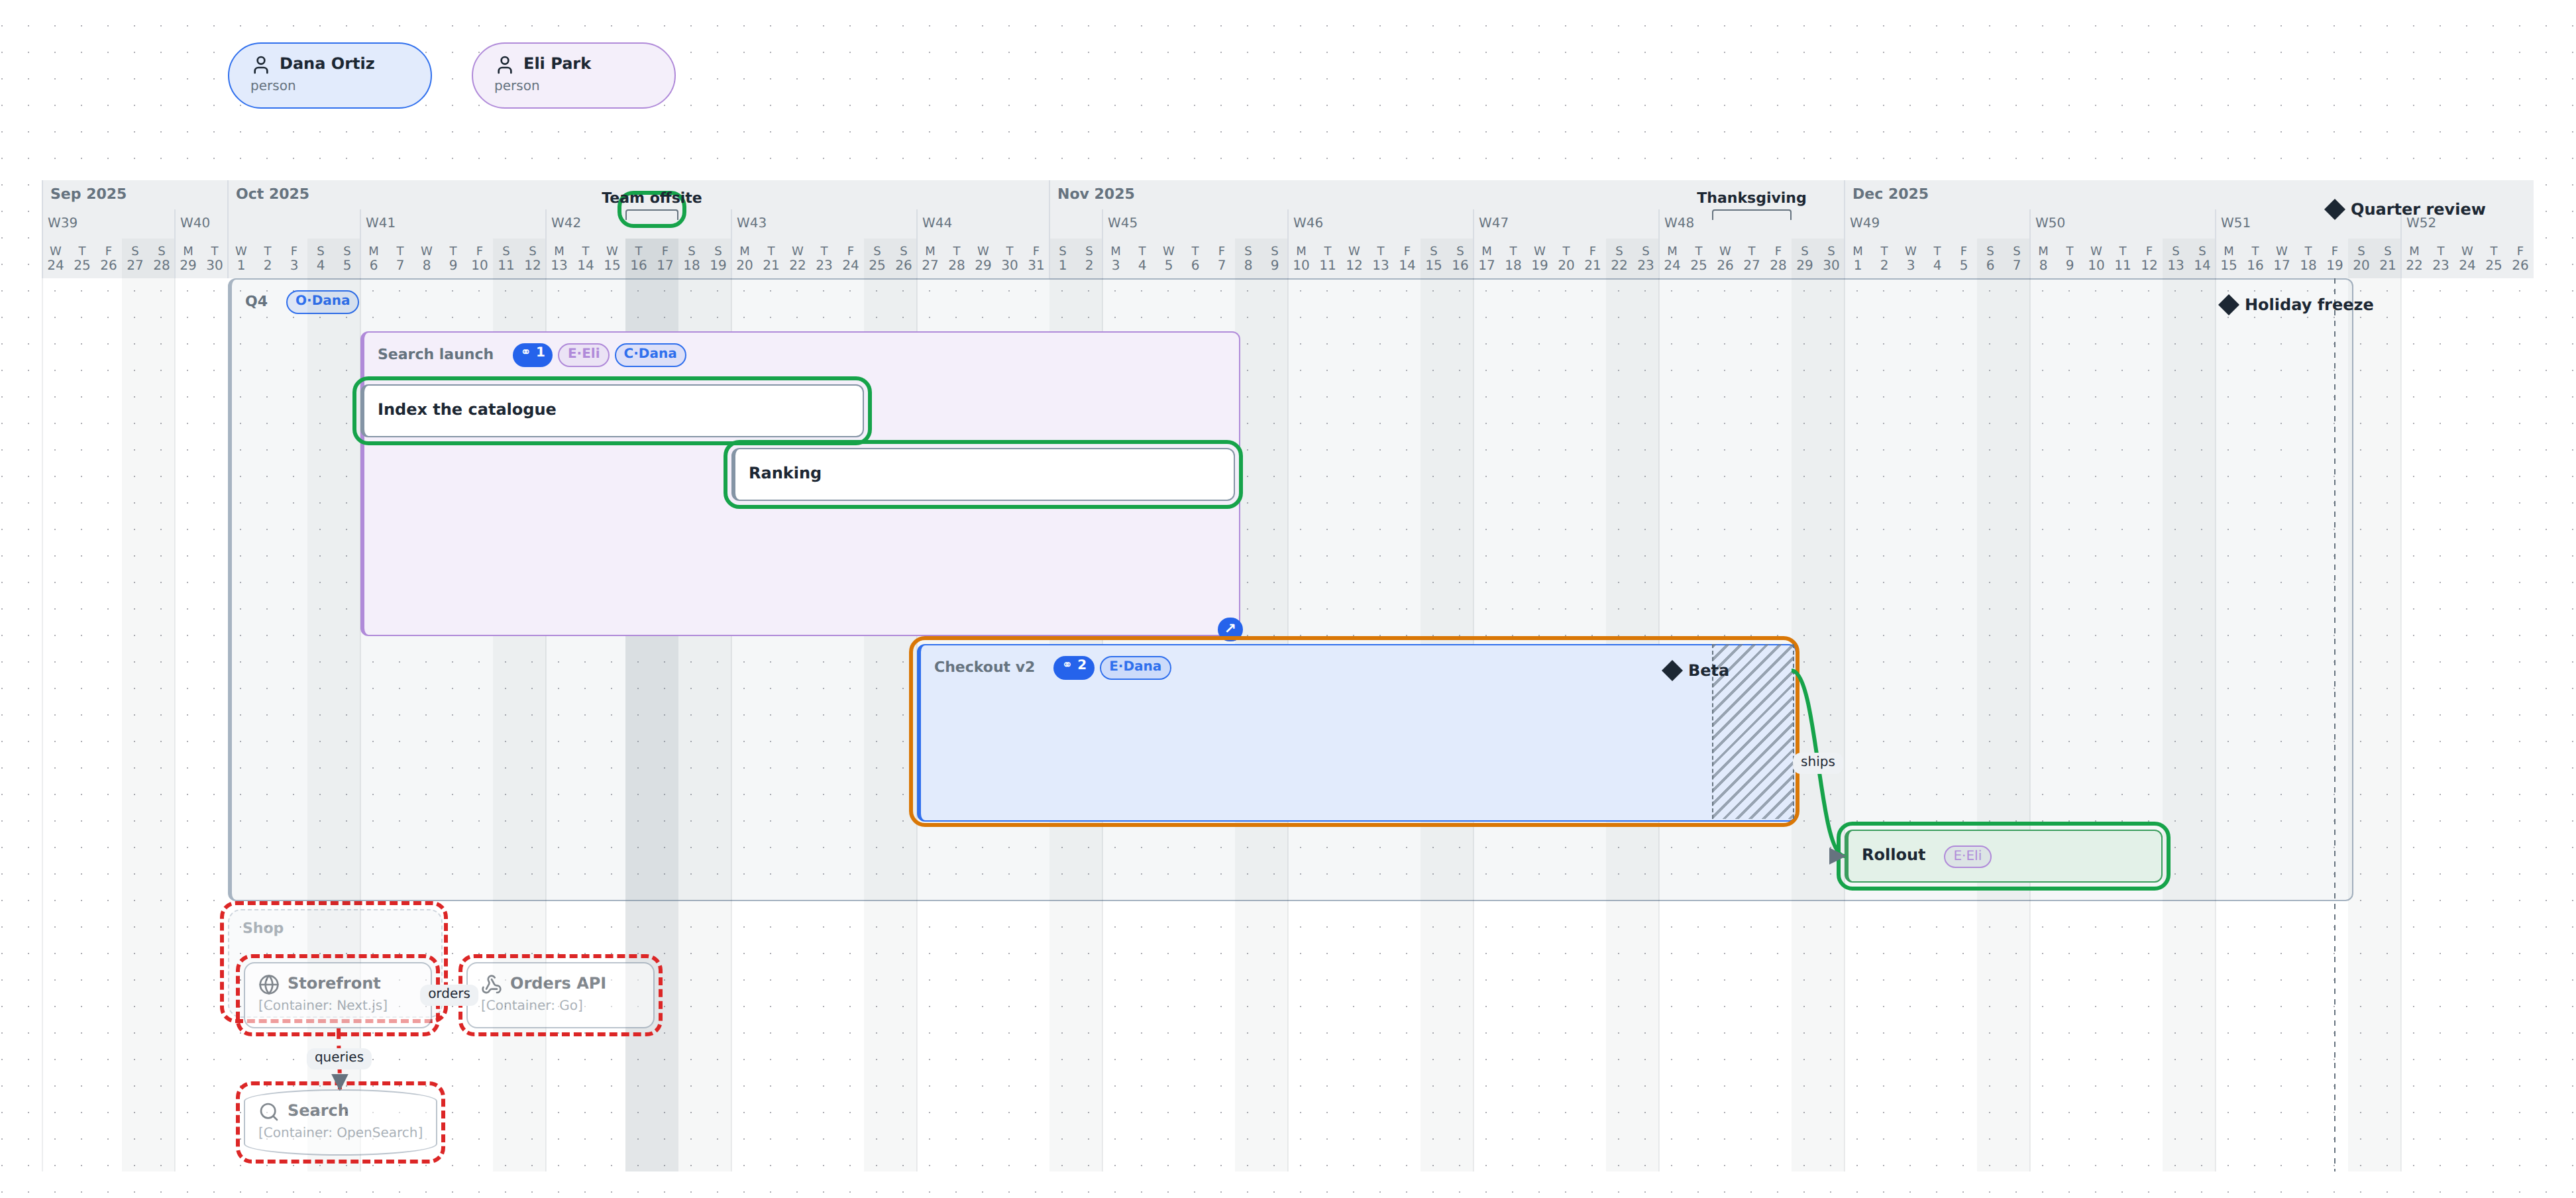 Dana Ortiz
person
Eli Park
person
Sep 2025
Oct 2025
Team offsite
Nov 2025
Thanksgiving
Dec 2025
Quarter review
W39 W40 W41 W42 W43 W44 W45 W46 W47 W48 W49 W50 W51 W52
W T F S S M T W T F S S M T W T F S S M T W T F S S M T W T F S S M T W T F S S M T W T F S S M T W T F S S M T W T F S S M T W T F S S M T W T F S S M T W T F S S M T W T F S S M T W T F S S M T W T F
24 25 26 27 28 29 30 1 2 3 4 5 6 7 8 9 10 11 12 13 14 15 16 17 18 19 20 21 22 23 24 25 26 27 28 29 30 31 1 2 3 4 5 6 7 8 9 10 11 12 13 14 15 16 17 18 19 20 21 22 23 24 25 26 27 28 29 30 1 2 3 4 5 6 7 8 9 10 11 12 13 14 15 16 17 18 19 20 21 22 23 24 25 26
Q4 O·Dana
Holiday freeze
Search launch 1 E·Eli C·Dana
Index the catalogue
Ranking
Checkout v2 2 E·Dana
Beta
ships
Rollout E·Eli
Shop
Storefront
[Container: Next.js]
orders
Orders API
[Container: Go]
queries
Search
[Container: OpenSearch]